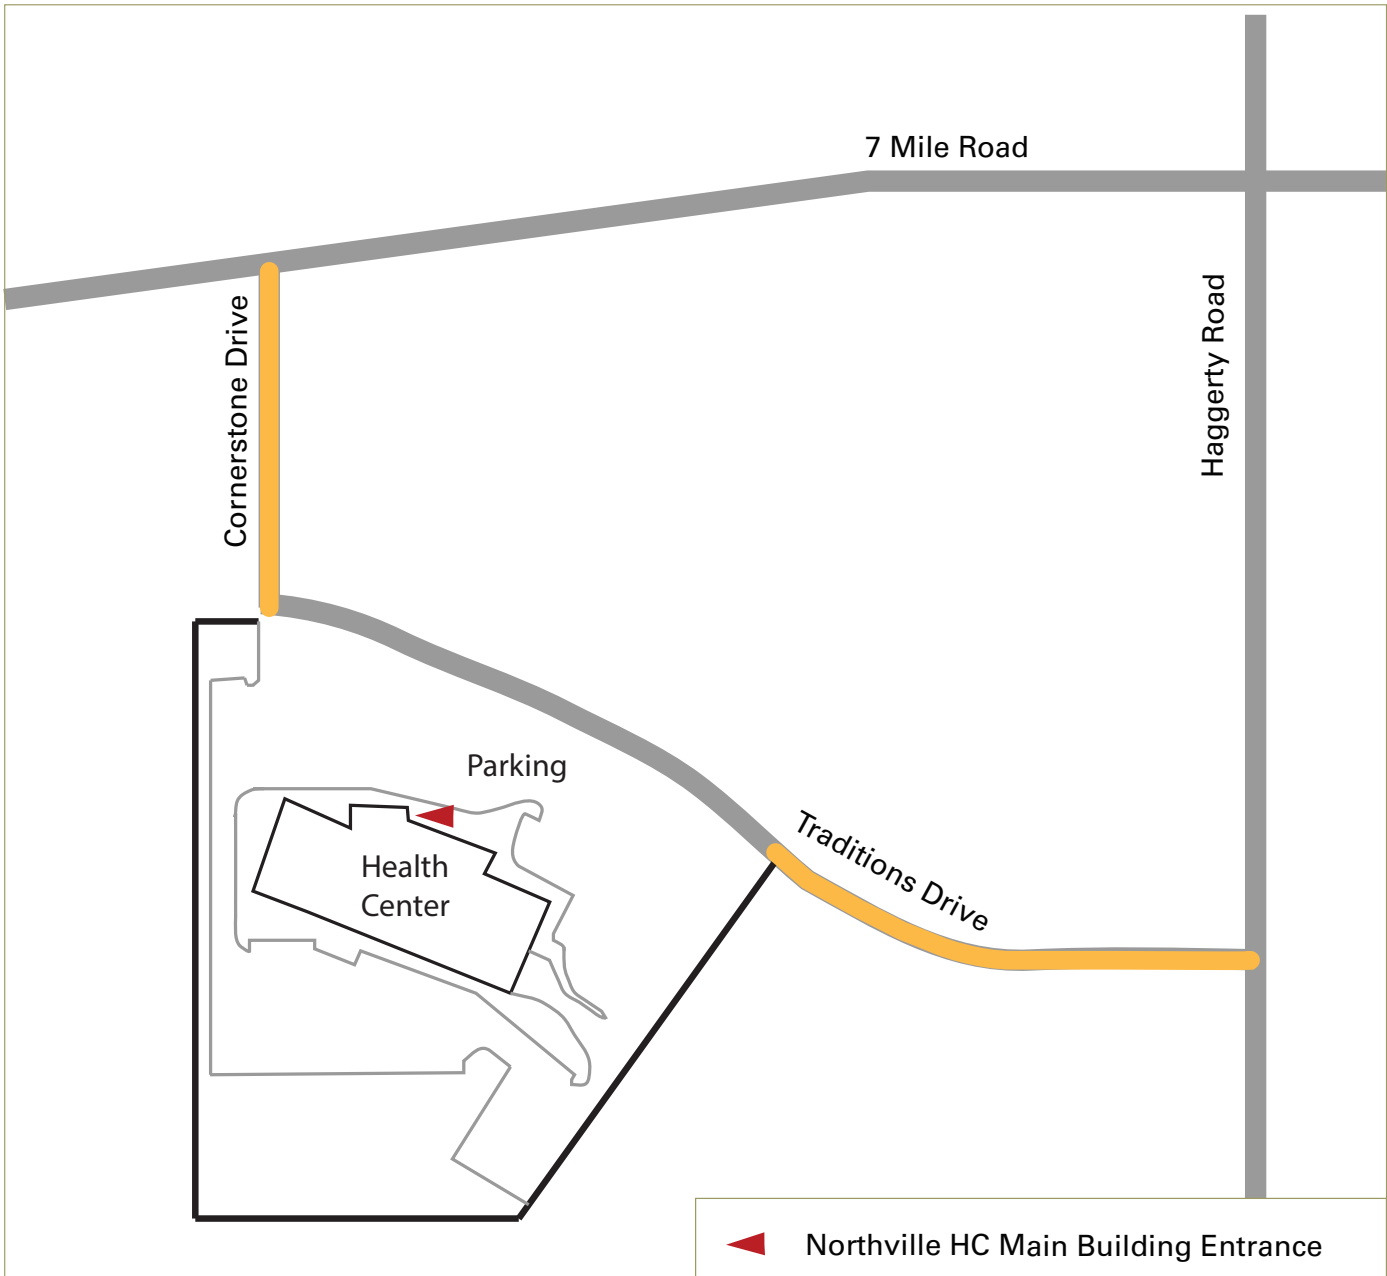 7 Mile Road
Haggerty Road
Cornerstone Drive
Parking
Traditions Drive
Health
Center
Northville HC Main Building Entrance